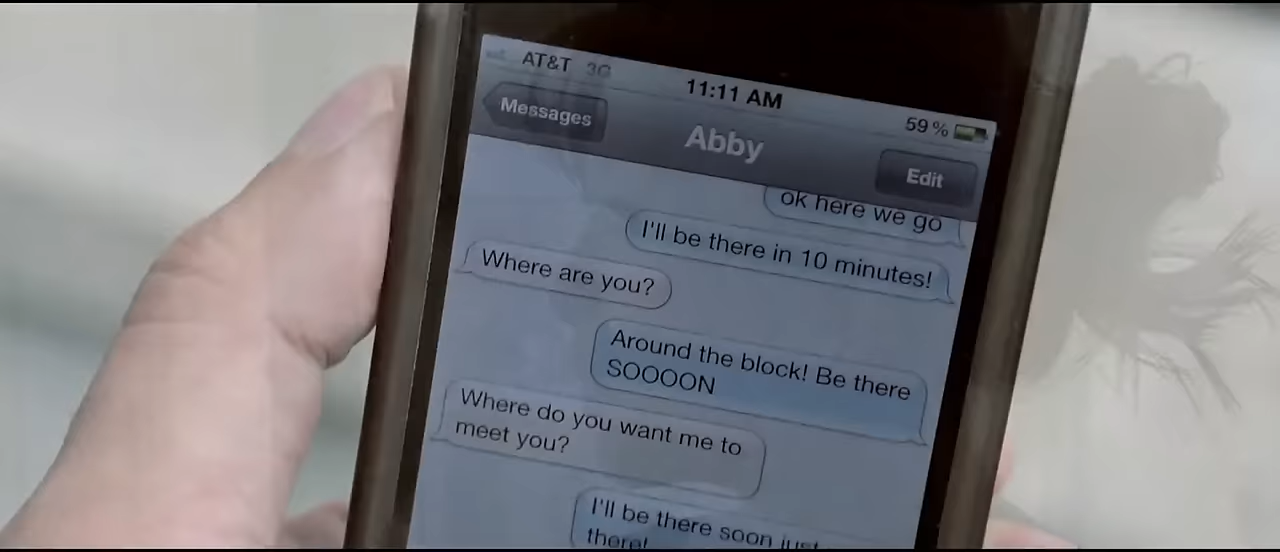 AT&T 3G 11:11 AM 59%
Messages Abby Edit
ok here we go
I'll be there in 10 minutes!
Where are you?
Around the block! Be there
SOOOON
Where do you want me to
meet you?
I'll be there soon just
there!